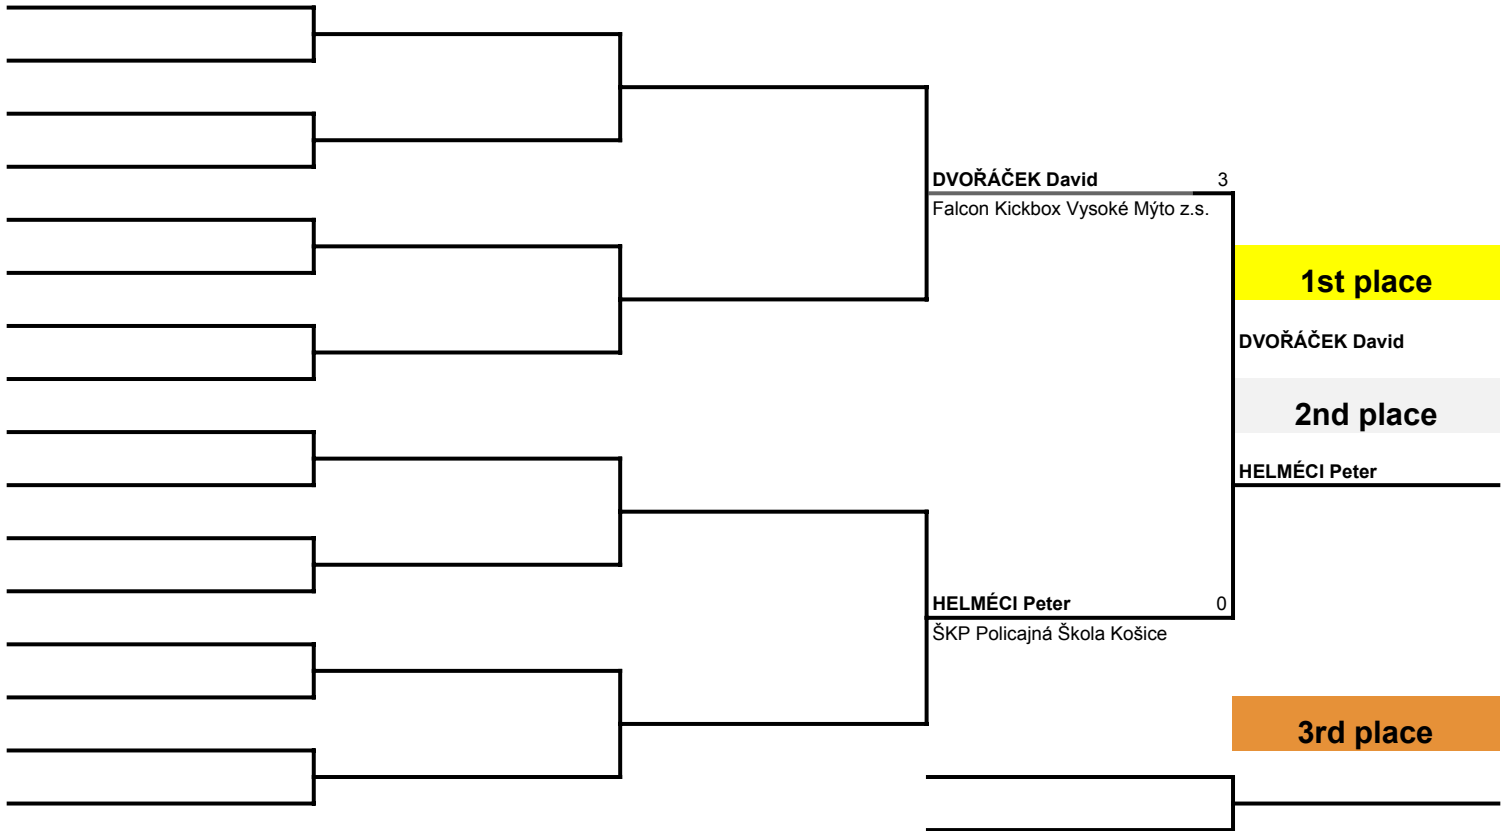 DVOŘÁČEK David 3
Falcon Kickbox Vysoké Mýto z.s.
1st place
DVOŘÁČEK David
2nd place
HELMÉCI Peter
HELMÉCI Peter 0
ŠKP Policajná Škola Košice
3rd place